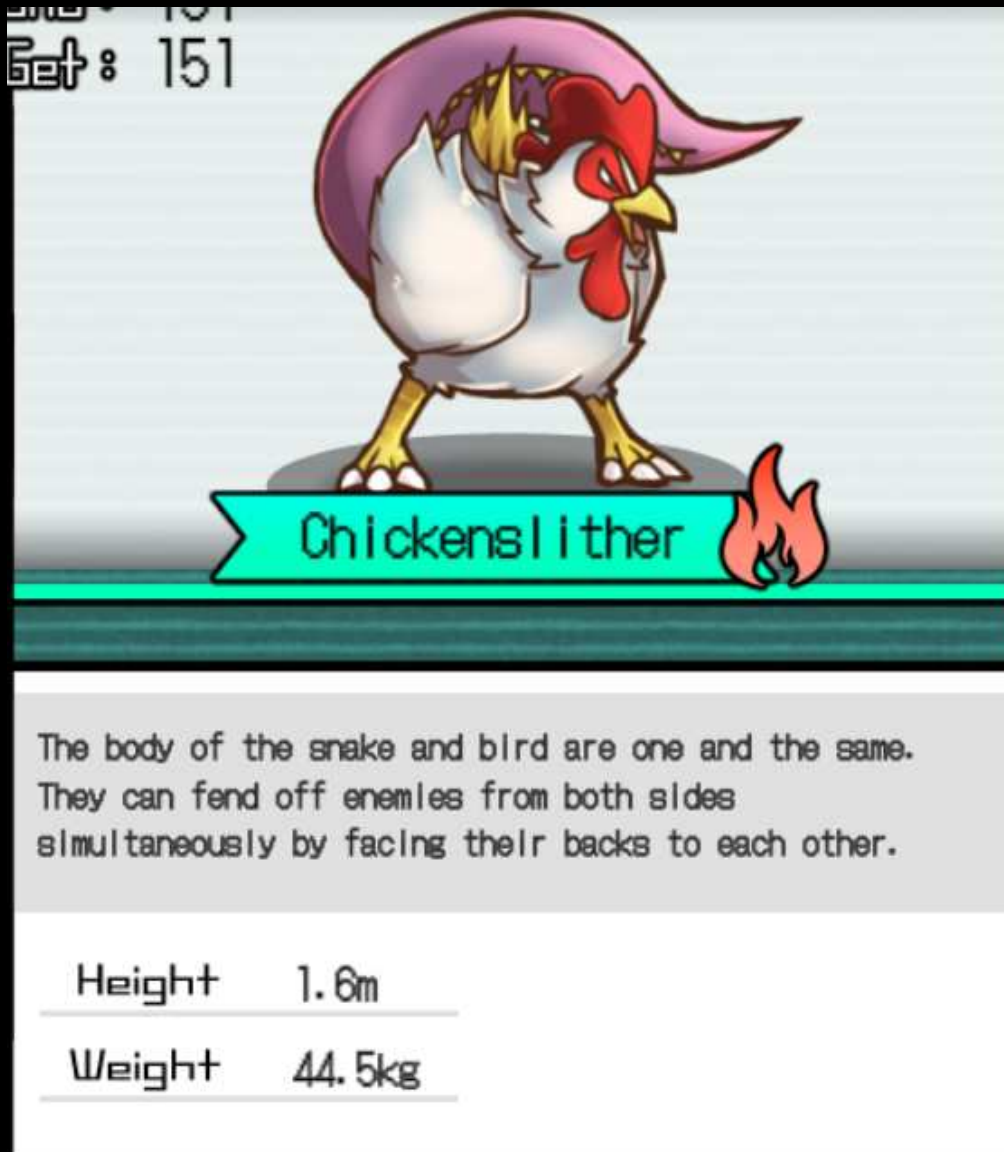 Get: 151
Chickenslither
The body of the snake and bird are one and the same.
They can fend off enemies from both sides
simultaneously by facing their backs to each other.
Height 1.6m
Weight 44.5kg